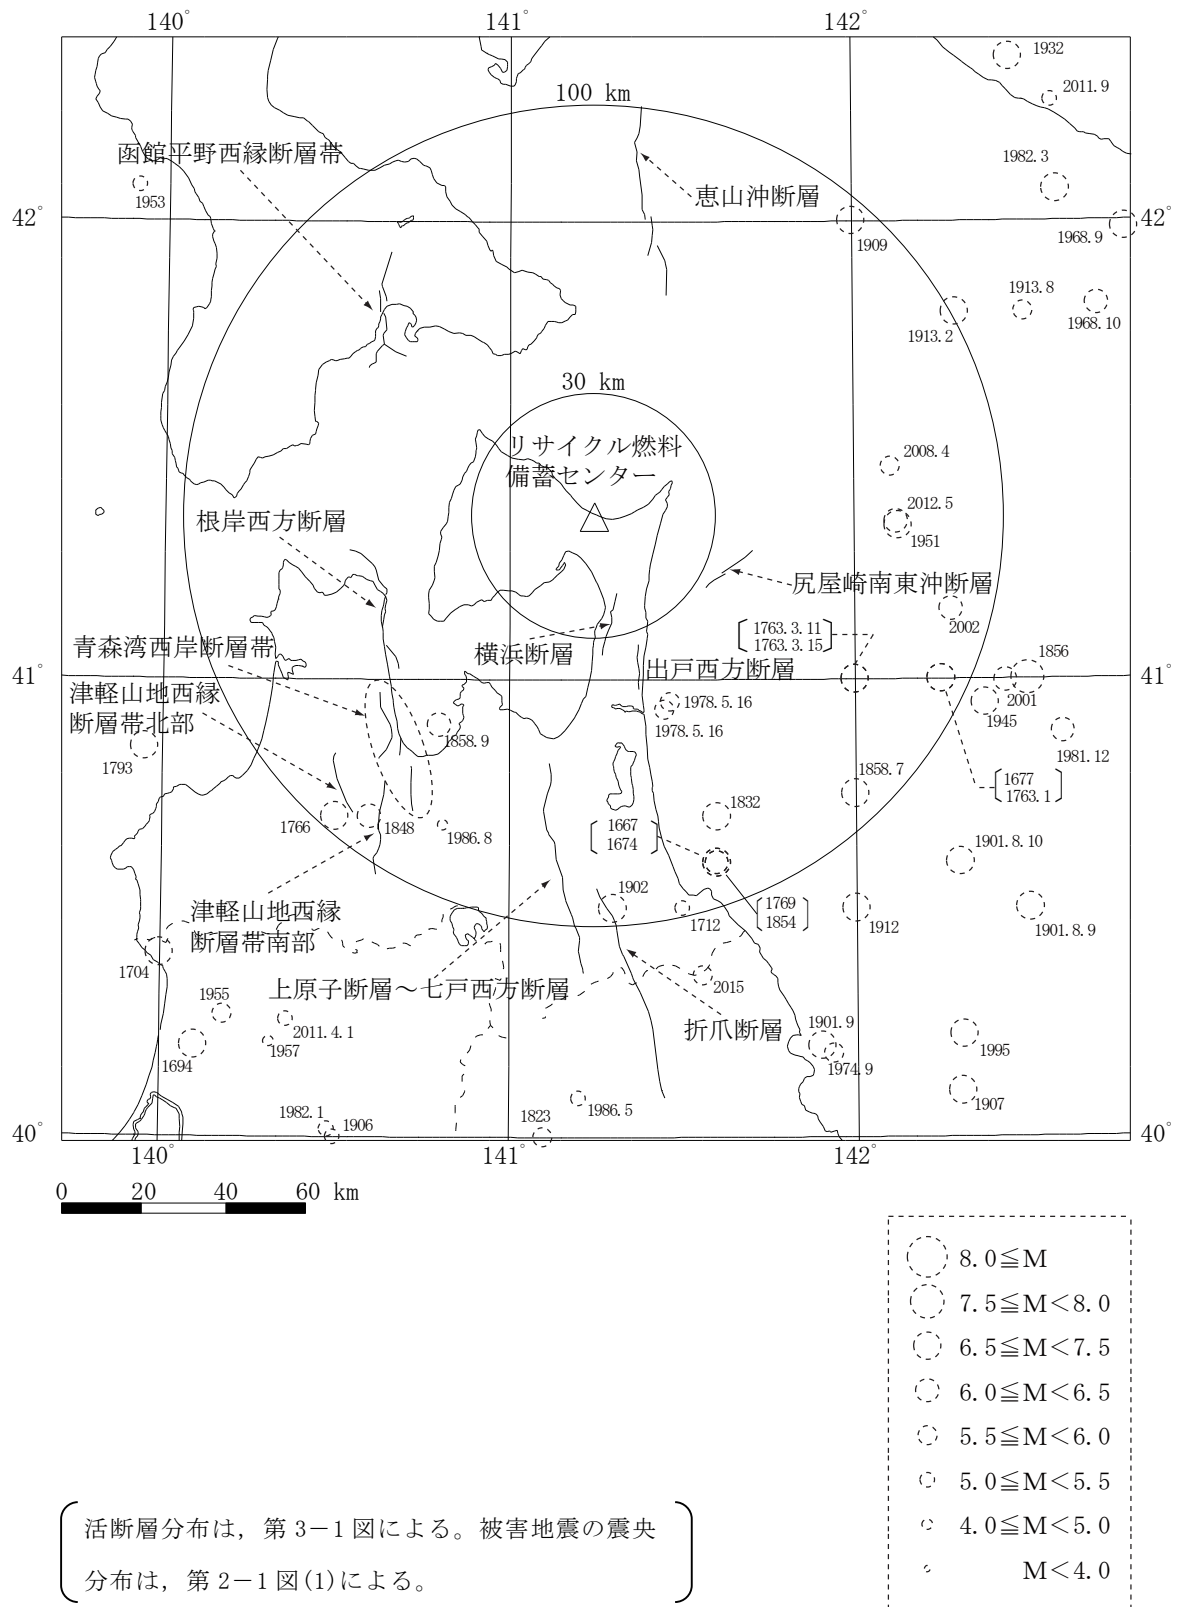 140°
141°
142°
1932
2011.9
100 km
函館平野西縁断層帯
1982.3
1953
恵山沖断層
42°
42°
1909
1968.9
1913.8
1913.2
1968.10
30 km
リサイクル燃料
備蓄センター
2008.4
2012.5
1951
根岸西方断層
尻屋崎南東沖断層
2002
1763.3.11
1763.3.15
青森湾西岸断層帯
横浜断層
出戸西方断層
1856
41°
41°
津軽山地西縁
断層帯北部
1978.5.16
1978.5.16
2001
1945
1981.12
1858.9
1793
1858.7
1677
1763.1
1766
1848
1986.8
1832
1667
1674
1901.8.10
1902
1769
1854
津軽山地西縁
断層帯南部
1712
1912
1901.8.9
1704
上原子断層～七戸西方断層
2015
1955
2011.4.1
折爪断層
1901.9
1694
1957
1974.9
1995
1907
1982.1
1906
1823
1986.5
40°
40°
140°
141°
142°
0 20 40 60 km
8.0≦M
7.5≦M＜8.0
6.5≦M＜7.5
6.0≦M＜6.5
5.5≦M＜6.0
5.0≦M＜5.5
4.0≦M＜5.0
M＜4.0
活断層分布は，第３－１図による。被害地震の震央
分布は，第２－１図(1)による。